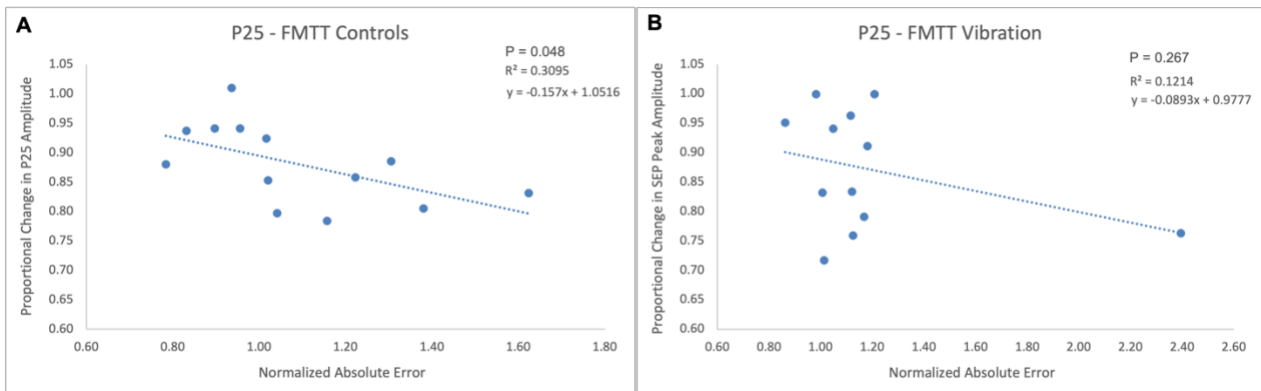 A
P25 - FMTT Controls
P = 0.048
R² = 0.3095
y = -0.157x + 1.0516
Proportional Change in P25 Amplitude
1.05
1.00
0.95
0.90
0.85
0.80
0.75
0.70
0.65
0.60
0.60 0.80 1.00 1.20 1.40 1.60 1.80
Normalized Absolute Error
B
P25 - FMTT Vibration
P = 0.267
R² = 0.1214
y = -0.0893x + 0.9777
Proportional Change in SEP Peak Amplitude
1.05
1.00
0.95
0.90
0.85
0.80
0.75
0.70
0.65
0.60
0.60 0.80 1.00 1.20 1.40 1.60 1.80 2.00 2.20 2.40 2.60
Normalized Absolute Error